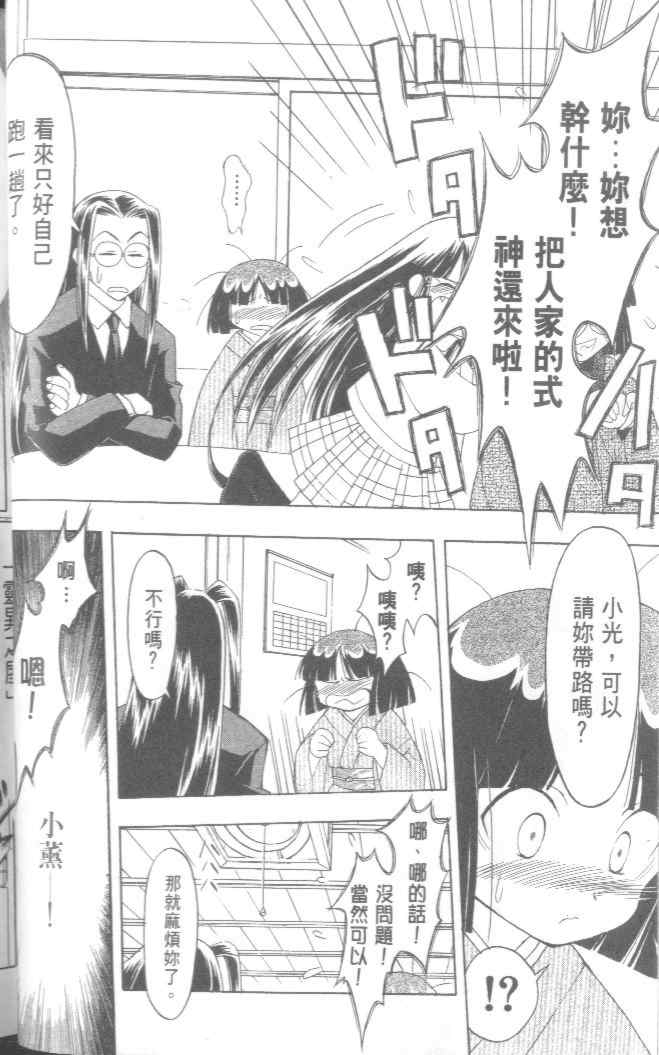 妳…妳想
幹什麼！
把人家的式
神還來啦！
ドタ
ドタ
……
看來只好自己
跑一趟了。
小光，可以
請妳帶路嗎？
!?
咦？
咦咦？
不行嗎？
哪、哪的話！
沒問題！
當然可以！
那就麻煩妳了。
啊…
嗯！
小薰──！